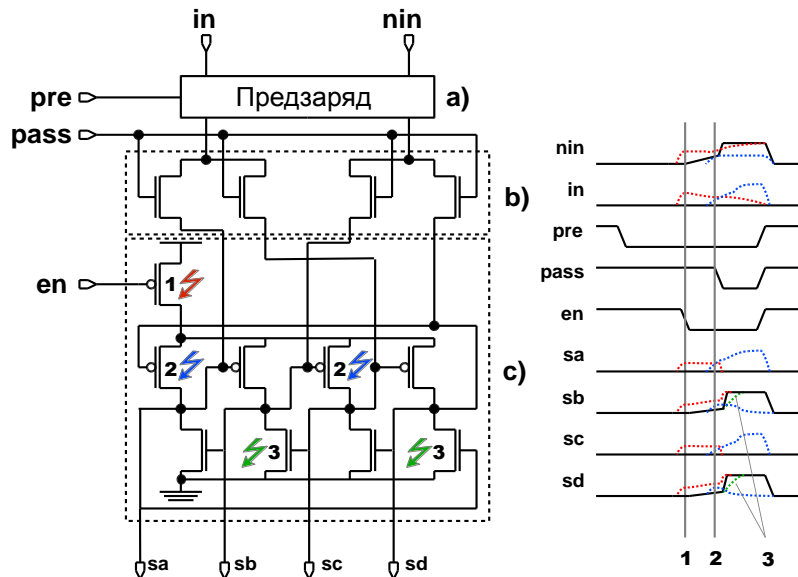 in nin
pre Предзаряд a)
pass
b)
en 1
2 2 c)
3 3
sa sb sc sd
nin
in
pre
pass
en
sa
sb
sc
sd
1 2 3